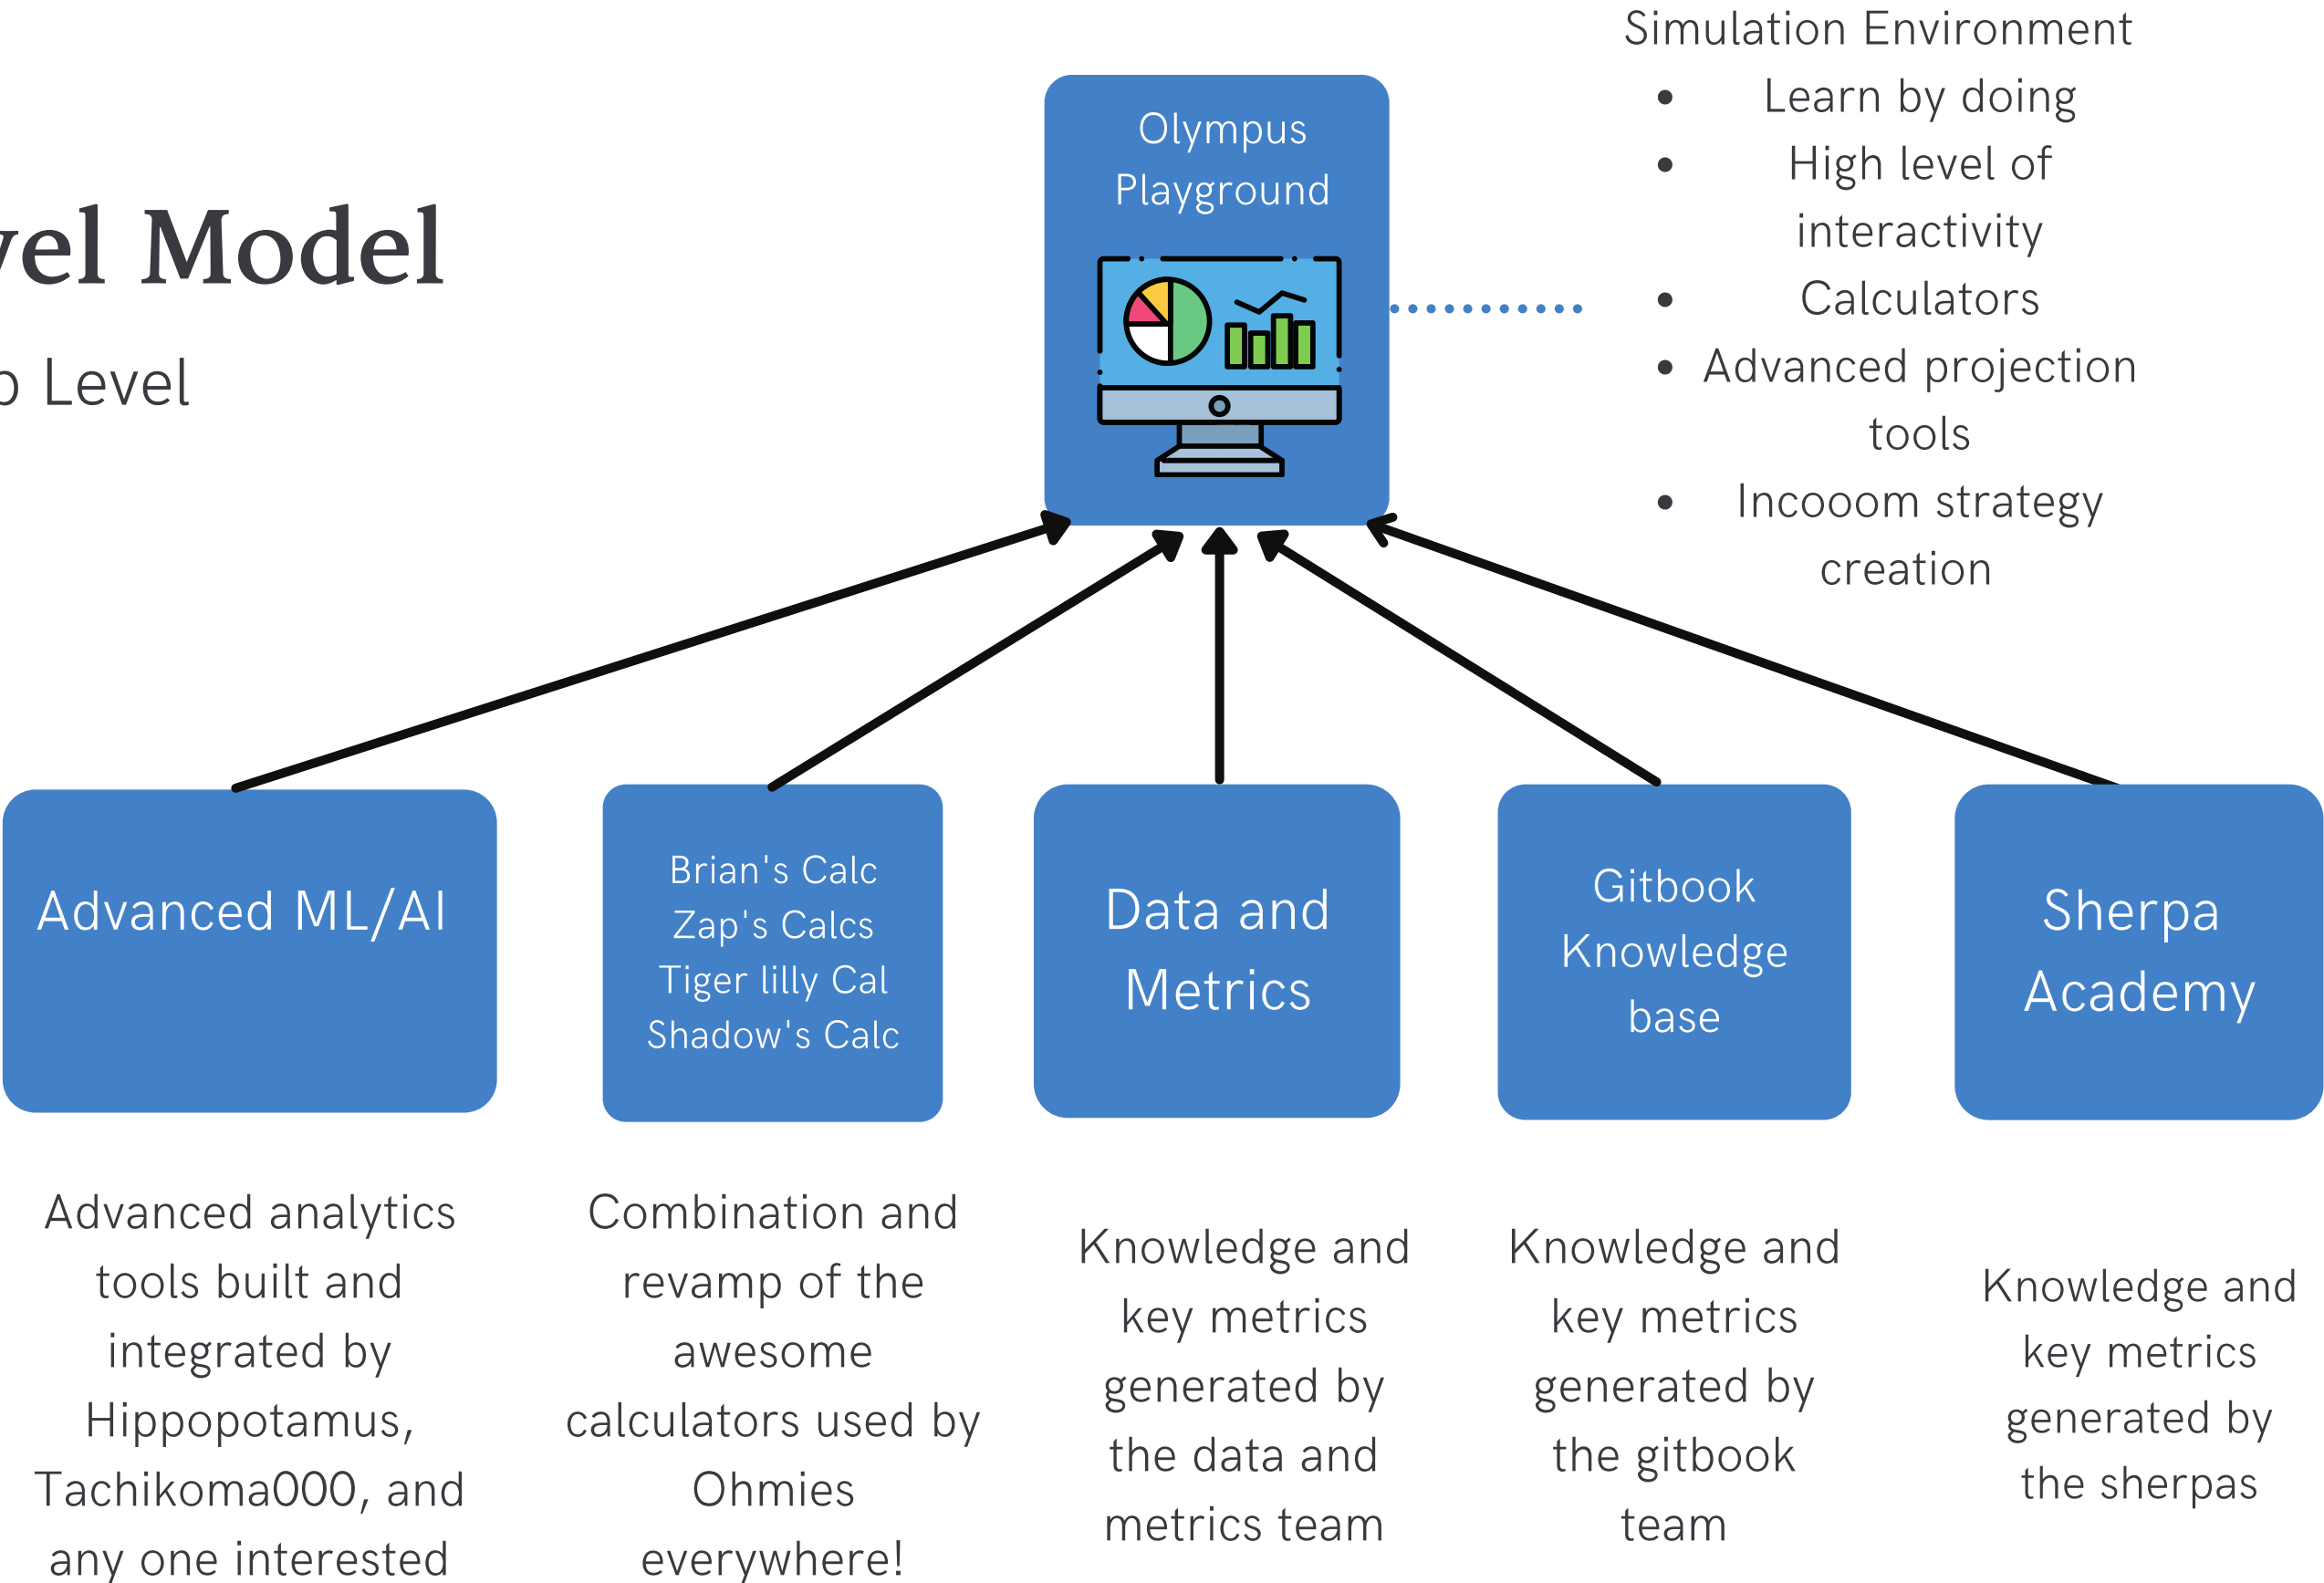 Model
Level
Olympus
Playground
Simulation Environment
Learn by doing
High level of
interactivity
Calculators
Advanced projection
tools
Incooom strategy
creation
Advanced ML/AI
Brian's Calc
Zap's Calcs
Tiger lilly Cal
Shadow's Calc
Data and
Metrics
Gitbook
Knowledge
base
Sherpa
Academy
Advanced analytics
tools built and
integrated by
Hippopotamus,
Tachikoma000, and
any one interested
Combination and
revamp of the
awesome
calculators used by
Ohmies
everywhere!
Knowledge and
key metrics
generated by
the data and
metrics team
Knowledge and
key metrics
generated by
the gitbook
team
Knowledge and
key metrics
generated by
the sherpas